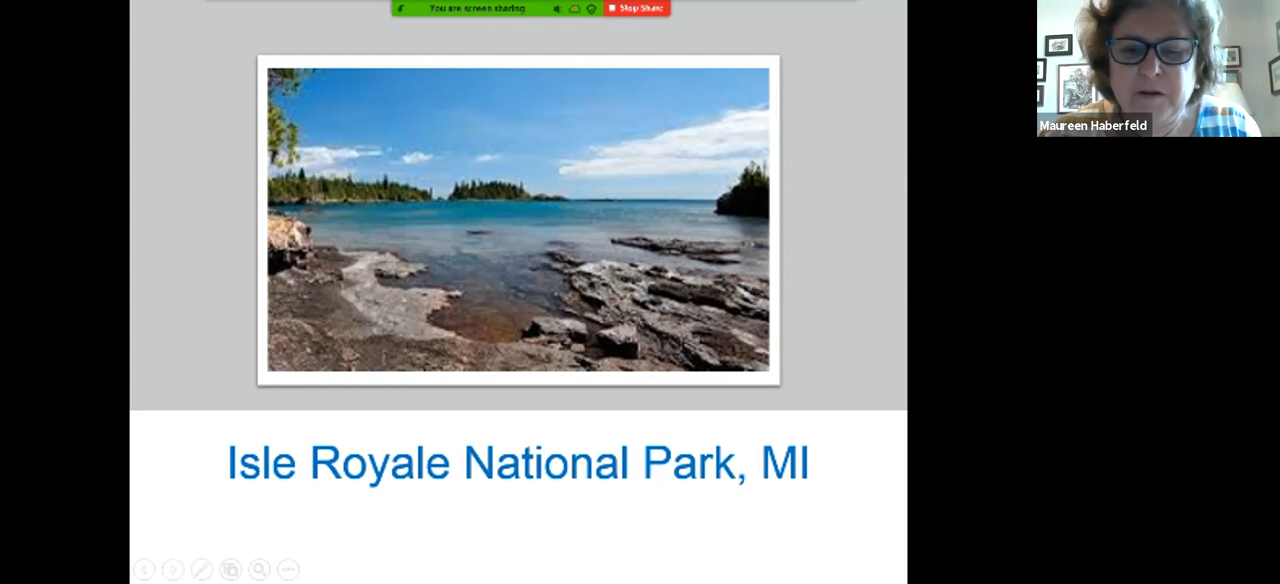 You are screen sharing
Stop Share
Maureen Haberfeld
Isle Royale National Park, MI